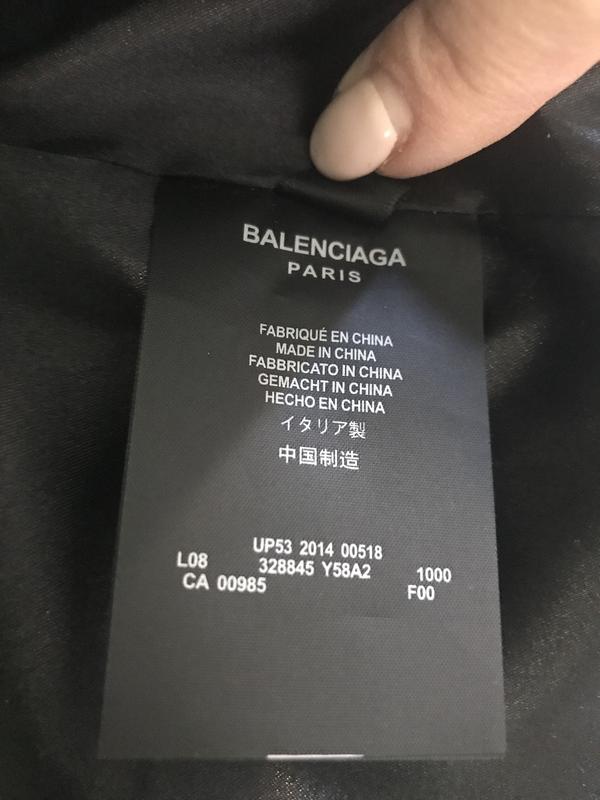 BALENCIAGA
PARIS
FABRIQUÉ EN CHINA
MADE IN CHINA
FABBRICATO IN CHINA
GEMACHT IN CHINA
HECHO EN CHINA
イタリア製
中国制造
UP53 2014 00518
L08 328845 Y58A2 1000
CA 00985 F00